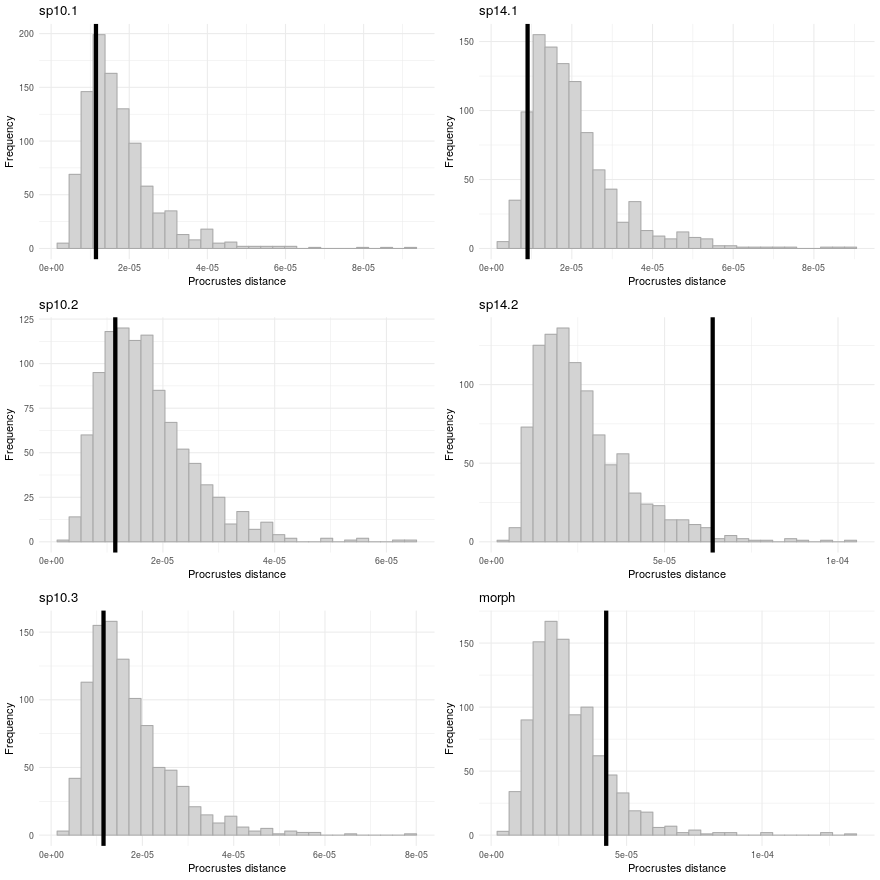 sp10.1
Frequency
200
150
100
50
0
0e+00 2e-05 4e-05 6e-05 8e-05
Procrustes distance
sp14.1
Frequency
150
100
50
0
0e+00 2e-05 4e-05 6e-05 8e-05
Procrustes distance
sp10.2
Frequency
125
100
75
50
25
0
0e+00 2e-05 4e-05 6e-05
Procrustes distance
sp14.2
Frequency
100
50
0
0e+00 5e-05 1e-04
Procrustes distance
sp10.3
Frequency
150
100
50
0
0e+00 2e-05 4e-05 6e-05 8e-05
Procrustes distance
morph
Frequency
150
100
50
0
0e+00 5e-05 1e-04
Procrustes distance